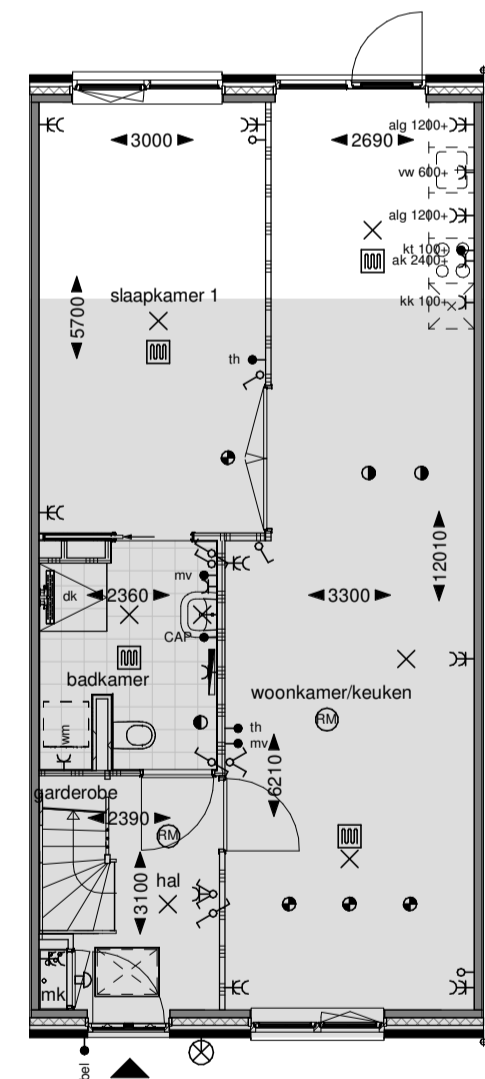 alg 1200+
3000
2690
vw 600+
alg 1200+
kt 100+
ak 2400+
slaapkamer 1
kk 100+
5700
th
12010
mv
dk
2360
3300
CAP
badkamer
woonkamer/keuken
RM
wm
th
mv
6210
garderobe
2390
RM
hal
3100
mk
bel